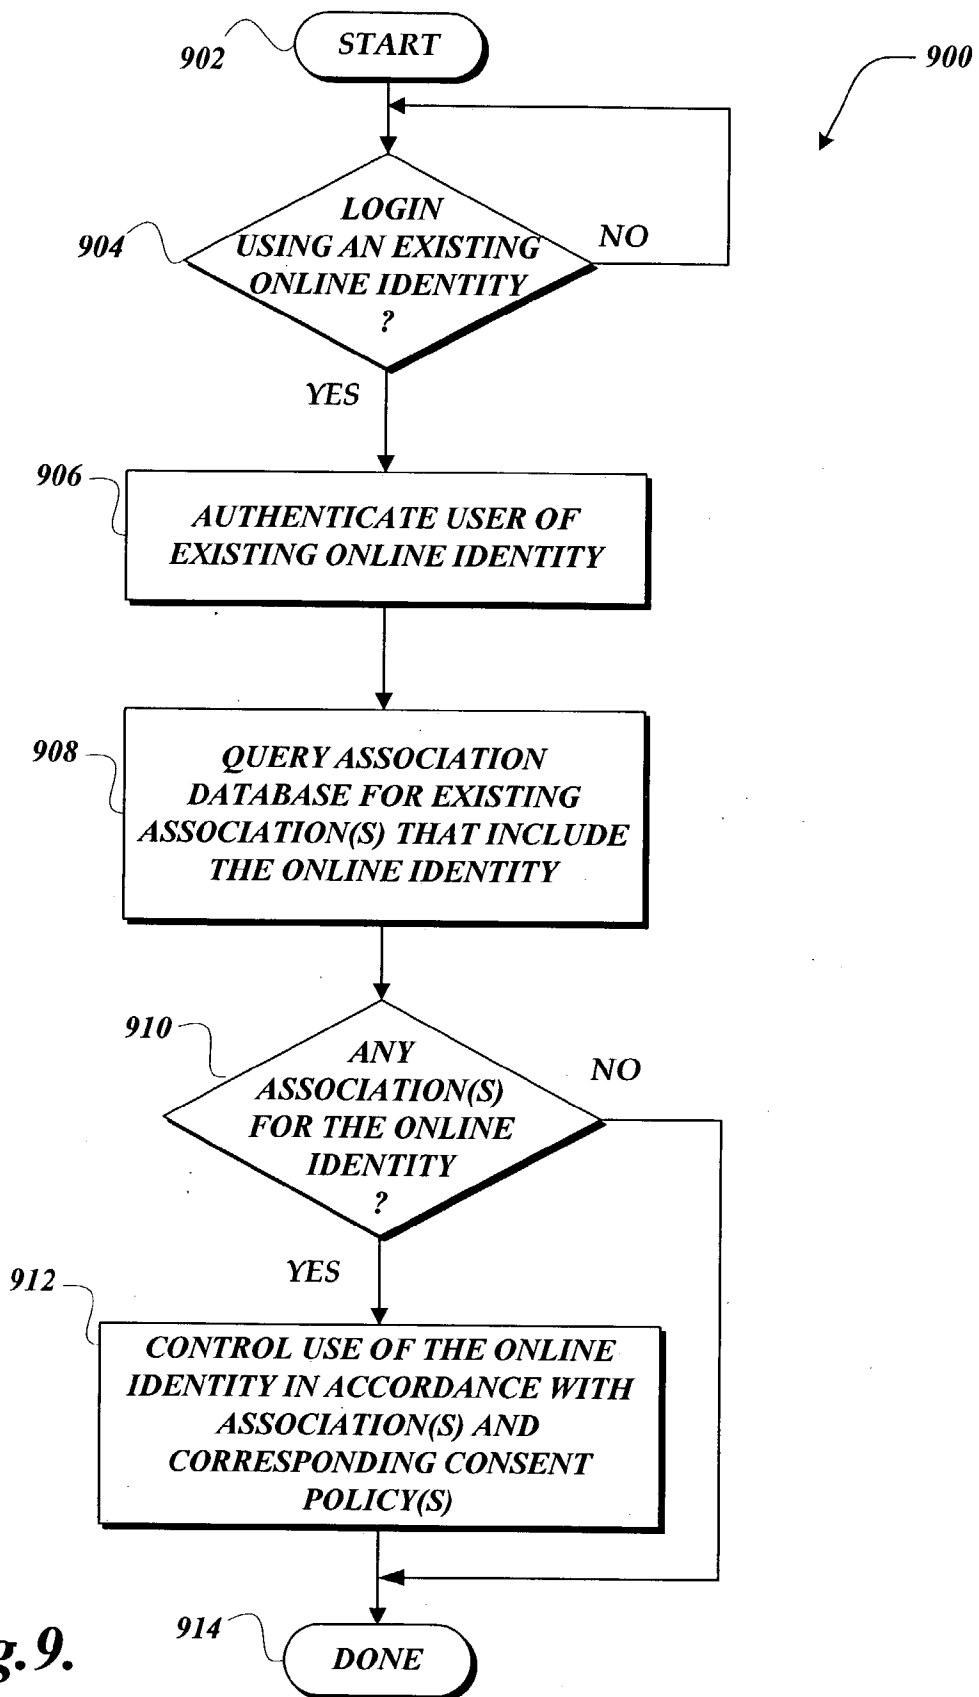 START
902
900
LOGIN
USING AN EXISTING
ONLINE IDENTITY
?
904
NO
YES
906
AUTHENTICATE USER OF
EXISTING ONLINE IDENTITY
908
QUERY ASSOCIATION
DATABASE FOR EXISTING
ASSOCIATION(S) THAT INCLUDE
THE ONLINE IDENTITY
910
ANY
ASSOCIATION(S)
FOR THE ONLINE
IDENTITY
?
NO
YES
912
CONTROL USE OF THE ONLINE
IDENTITY IN ACCORDANCE WITH
ASSOCIATION(S) AND
CORRESPONDING CONSENT
POLICY(S)
914
DONE
g.9.